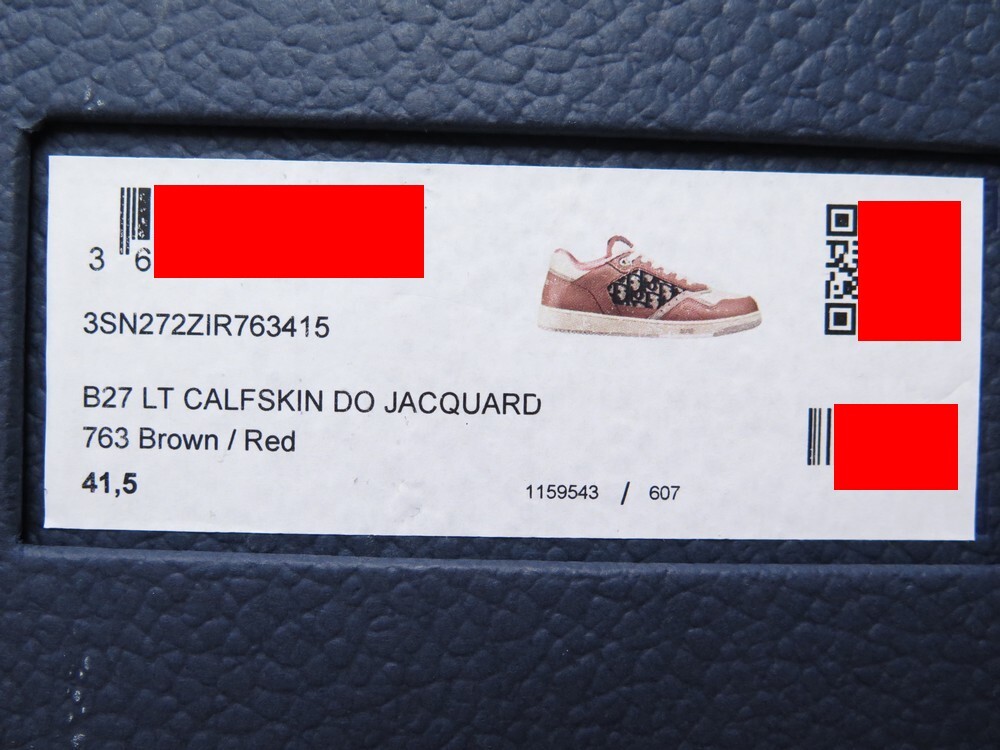 3 6
3SN272ZIR763415
B27 LT CALFSKIN DO JACQUARD
763 Brown / Red
41,5
1159543 / 607